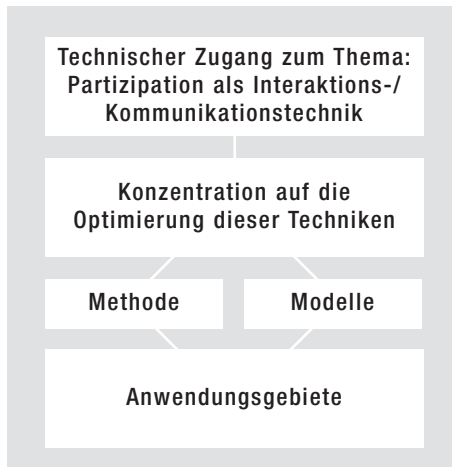 Technischer Zugang zum Thema:
Partizipation als Interaktions-/
Kommunikationstechnik
Konzentration auf die
Optimierung dieser Techniken
Methode
Modelle
Anwendungsgebiete